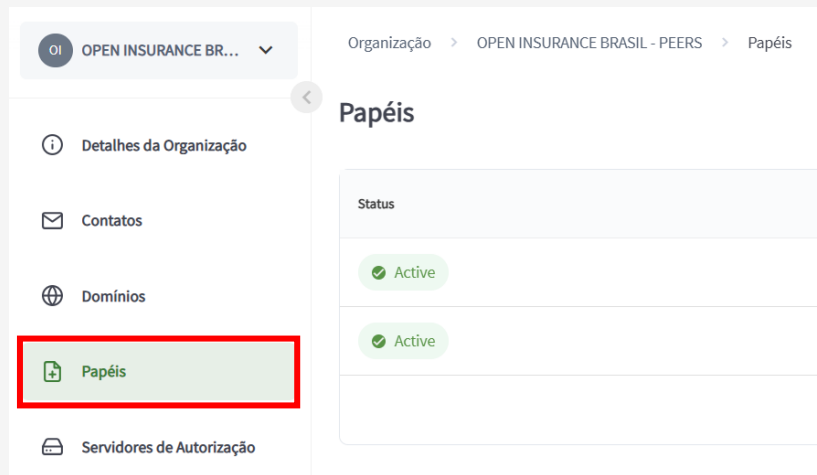 OI OPEN INSURANCE BR...
Organização > OPEN INSURANCE BRASIL - PEERS > Papéis
Papéis
Detalhes da Organização
Contatos
Domínios
Papéis
Servidores de Autorização
Status
Active
Active